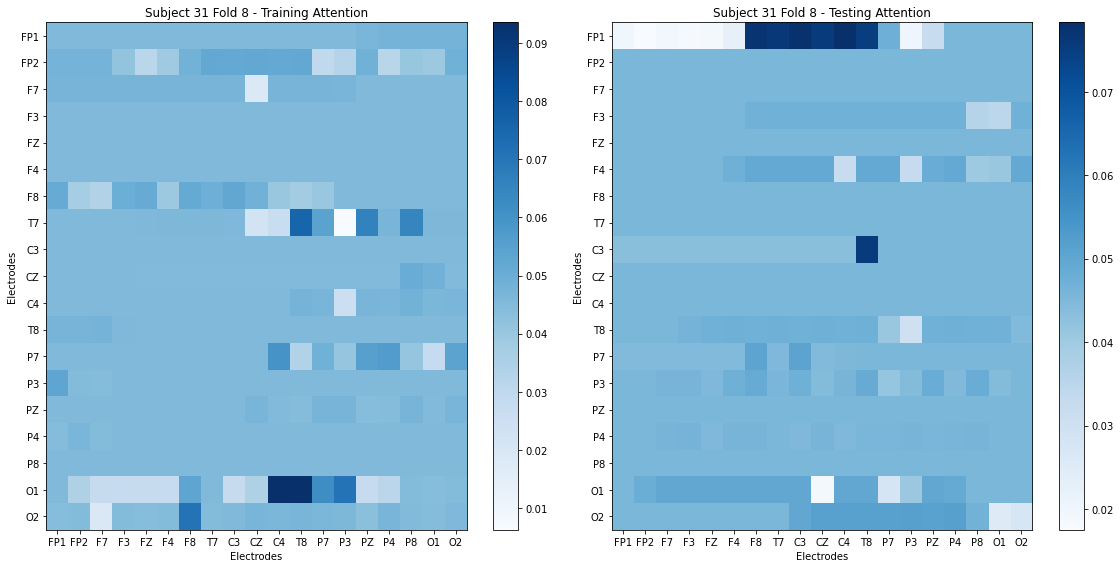 Subject 31 Fold 8 - Training Attention
Electrodes
FP1
FP2
F7
F3
FZ
F4
F8
T7
C3
CZ
C4
T8
P7
P3
PZ
P4
P8
O1
O2
FP1 FP2 F7 F3 FZ F4 F8 T7 C3 CZ C4 T8 P7 P3 PZ P4 P8 O1 O2
Electrodes
0.09
0.08
0.07
0.06
0.05
0.04
0.03
0.02
0.01
Subject 31 Fold 8 - Testing Attention
Electrodes
FP1
FP2
F7
F3
FZ
F4
F8
T7
C3
CZ
C4
T8
P7
P3
PZ
P4
P8
O1
O2
FP1 FP2 F7 F3 FZ F4 F8 T7 C3 CZ C4 T8 P7 P3 PZ P4 P8 O1 O2
Electrodes
0.07
0.06
0.05
0.04
0.03
0.02